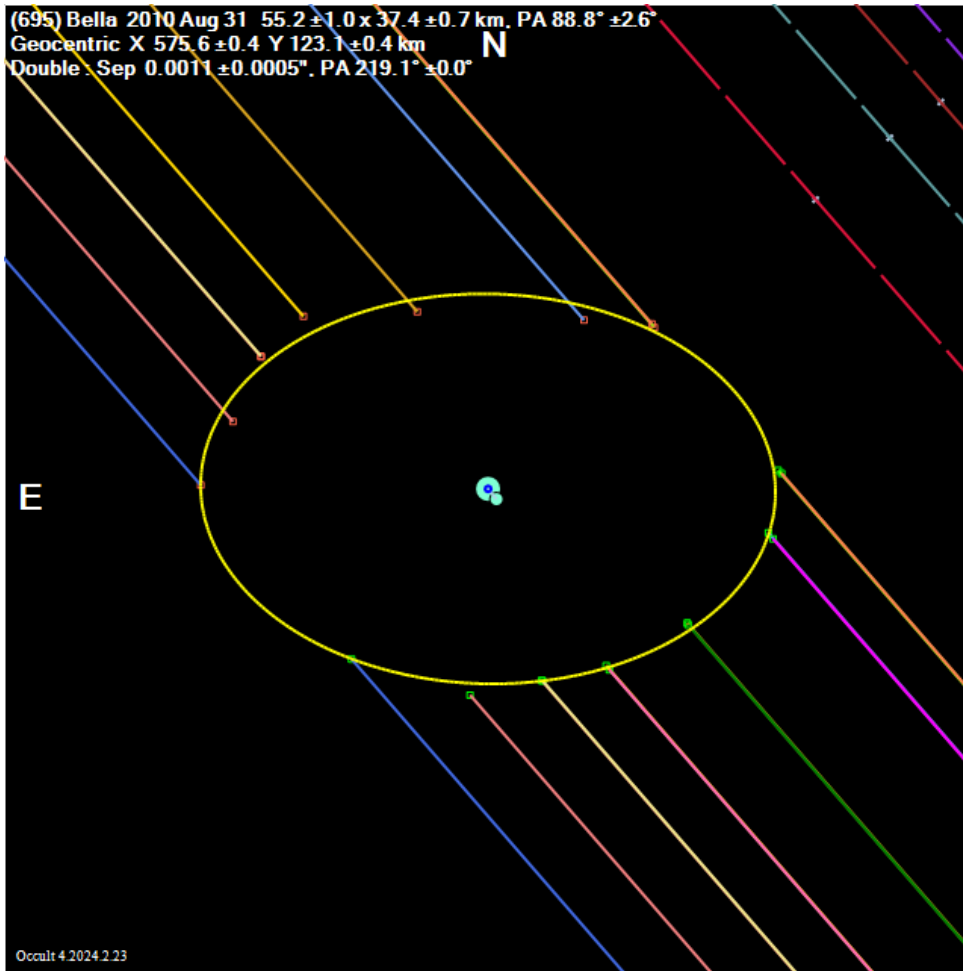 (695) Bella 2010 Aug 31 55.2 ±1.0 x 37.4 ±0.7 km, PA 88.8° ±2.6°
Geocentric X 575.6 ±0.4 Y 123.1 ±0.4 km
N
Double : Sep 0.0011 ±0.0005", PA 219.1° ±0.0°
E
Occult 4.2024.2.23